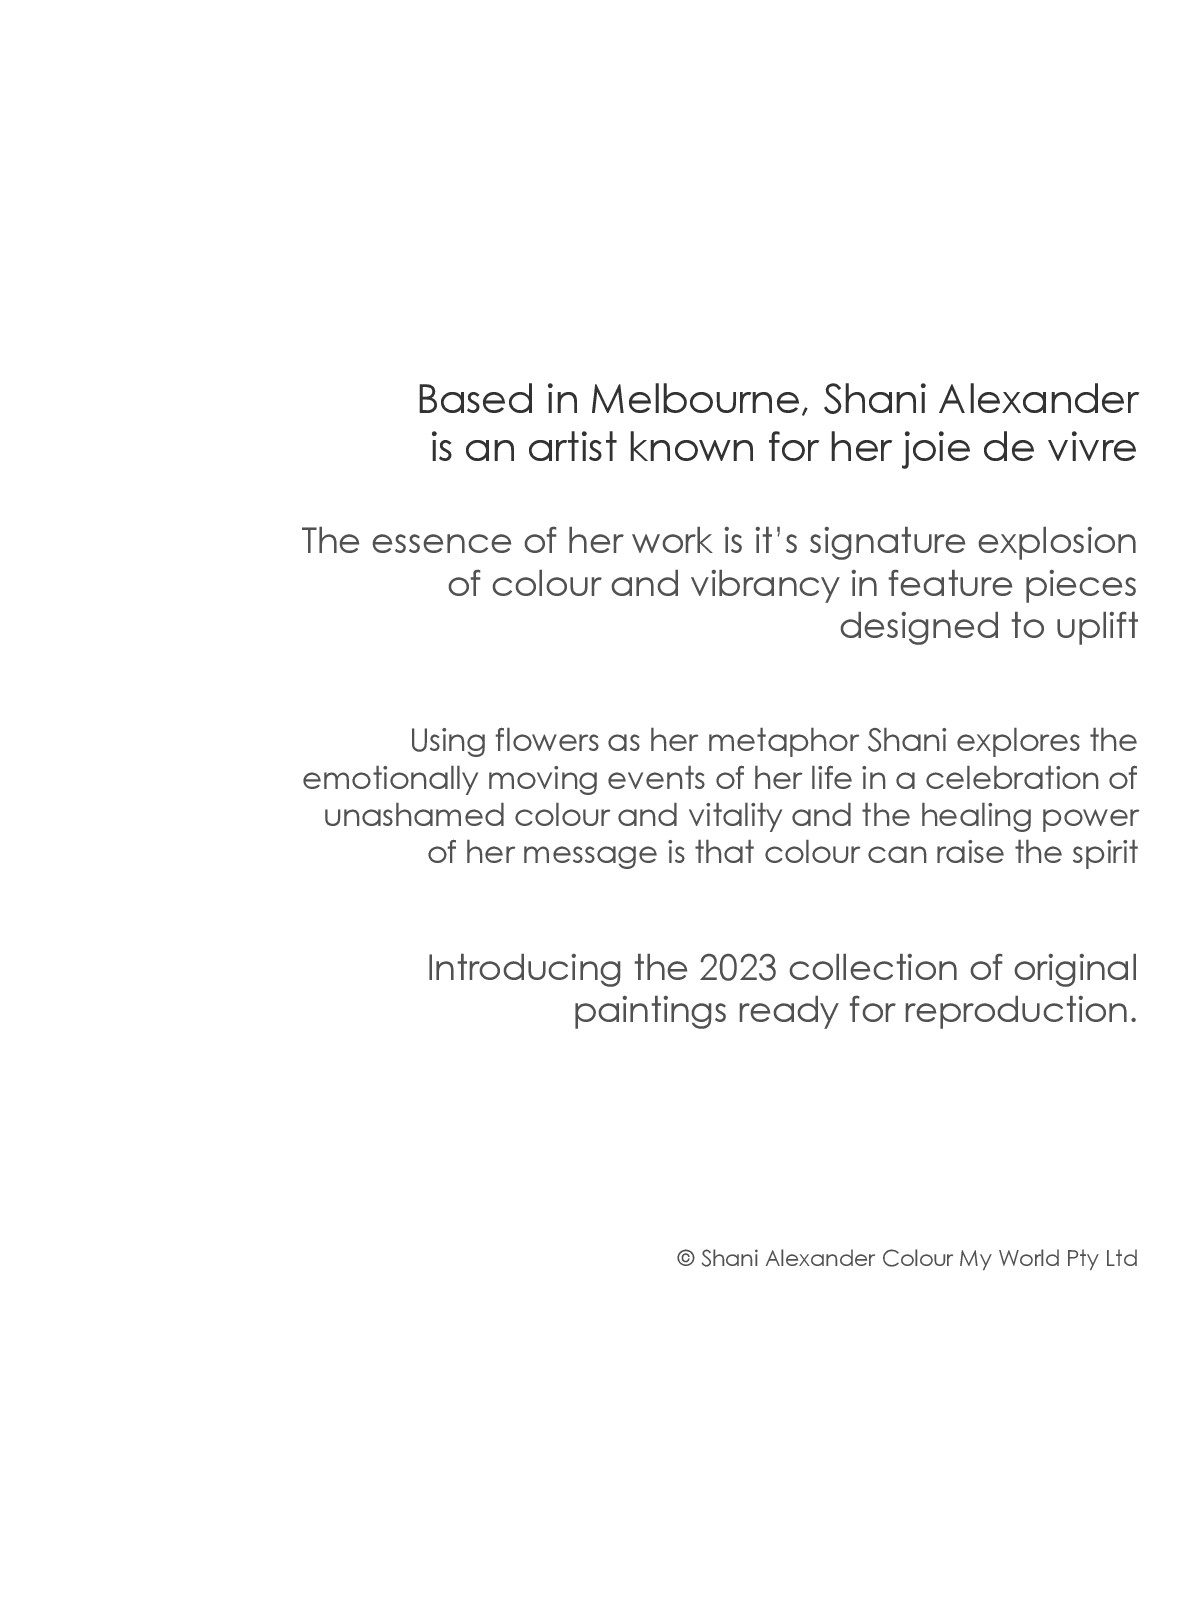 Based in Melbourne, Shani Alexander
is an artist known for her joie de vivre
The essence of her work is it's signature explosion
of colour and vibrancy in feature pieces
designed to uplift
Using flowers as her metaphor Shani explores the
emotionally moving events of her life in a celebration of
unashamed colour and vitality and the healing power
of her message is that colour can raise the spirit
Introducing the 2023 collection of original
paintings ready for reproduction.
© Shani Alexander Colour My World Pty Ltd